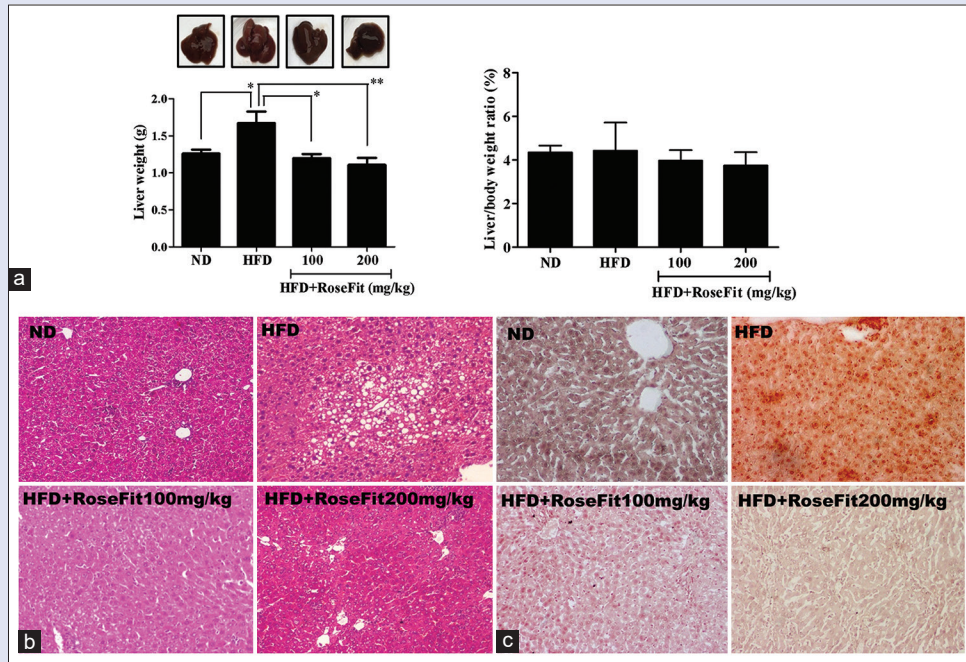 *
*
**
Liver weight (g)
2.0
1.5
1.0
0.5
0.0
ND
HFD
100
200
HFD+RoseFit (mg/kg)
Liver/body weight ratio (%)
8
6
4
2
0
ND
HFD
100
200
HFD+RoseFit (mg/kg)
a
ND
HFD
HFD+RoseFit100mg/kg
HFD+RoseFit200mg/kg
b
ND
HFD
HFD+RoseFit100mg/kg
HFD+RoseFit200mg/kg
c